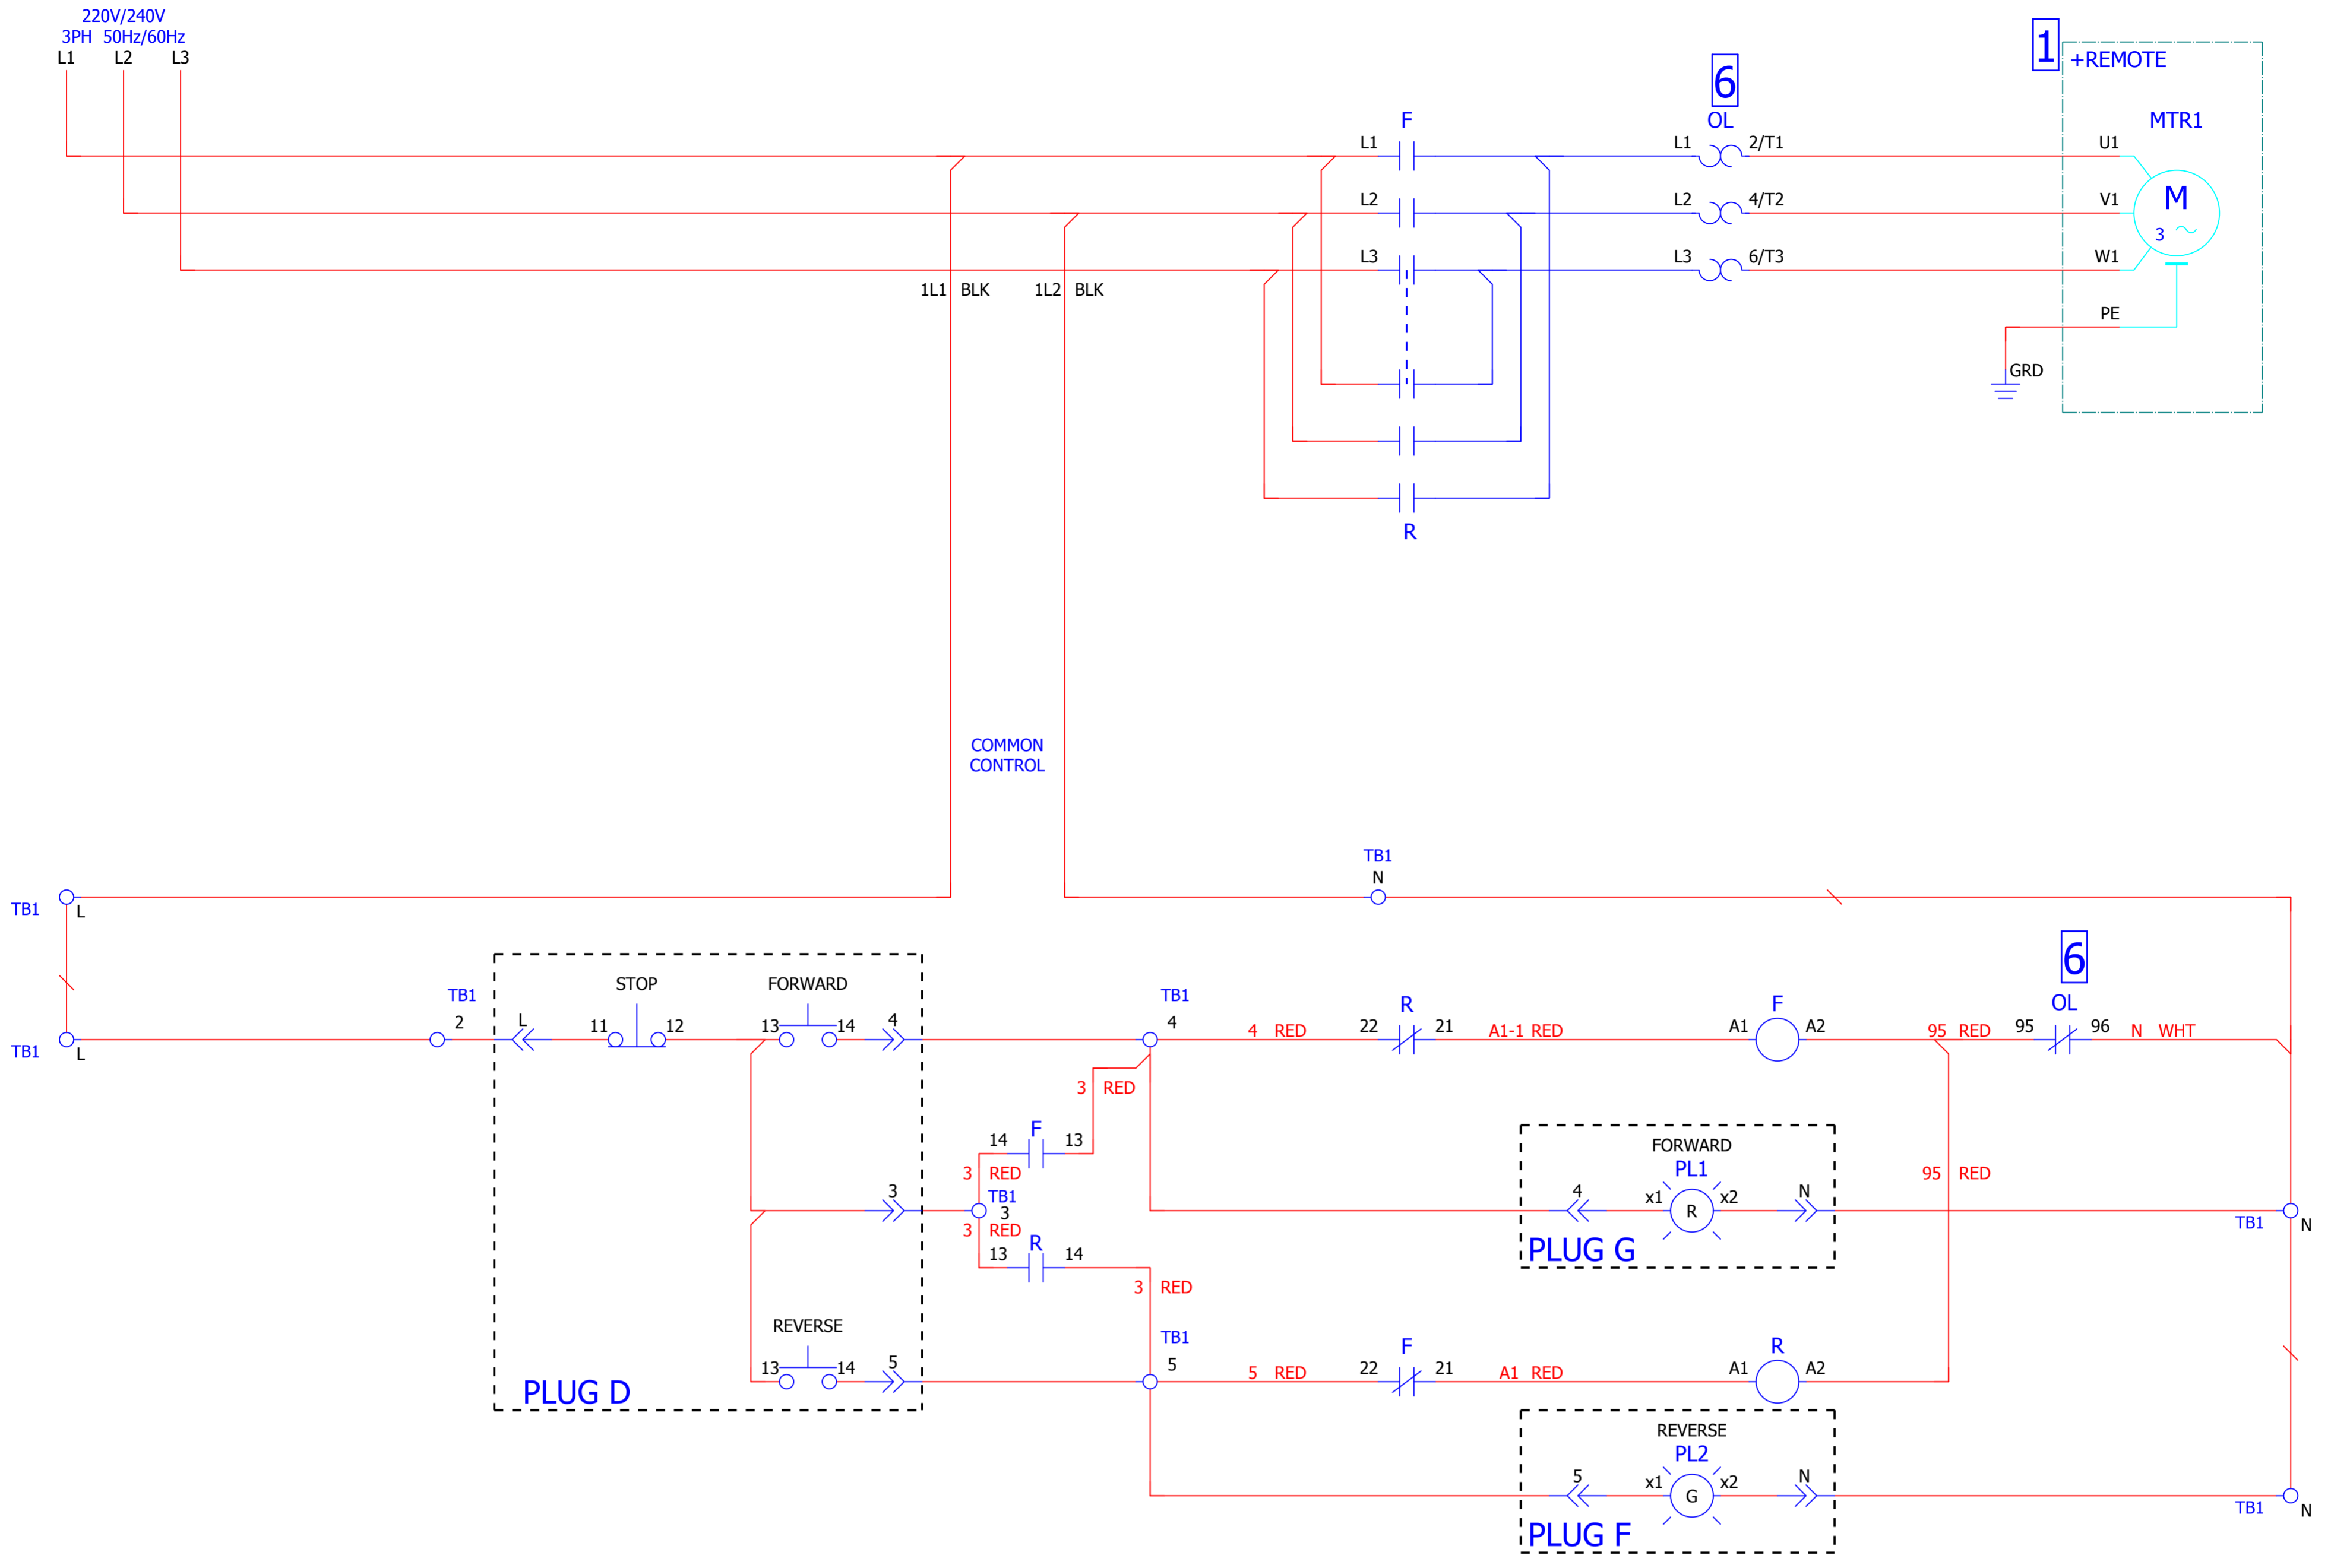 220V/240V
3PH 50Hz/60Hz
L1 L2 L3
1
+REMOTE
6
F
OL
MTR1
L1
L1
2/T1
U1
M
3
L2
L2
4/T2
V1
L3
L3
6/T3
W1
1L1 BLK
1L2 BLK
PE
GRD
R
COMMON
CONTROL
TB1
N
TB1
L
6
STOP
FORWARD
TB1
2
L
11
12
13
14
4
TB1
4
4 RED
R
22
21
A1-1 RED
F
A1
A2
95 RED
OL
95
96
N WHT
TB1
L
3 RED
F
14
13
3 RED
TB1
3
3
3 RED
R
13
14
3 RED
FORWARD
PL1
4
x1
R
x2
N
PLUG G
95 RED
TB1
N
REVERSE
13
14
5
PLUG D
TB1
5
5 RED
F
22
21
A1 RED
R
A1
A2
REVERSE
PL2
5
x1
G
x2
N
PLUG F
TB1
N